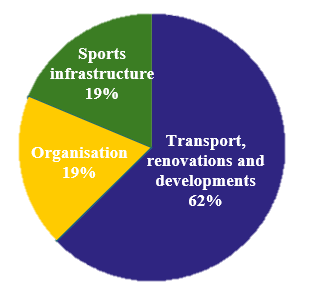 Sports
infrastructure
19%
Organisation
19%
Transport,
renovations and
developments
62%